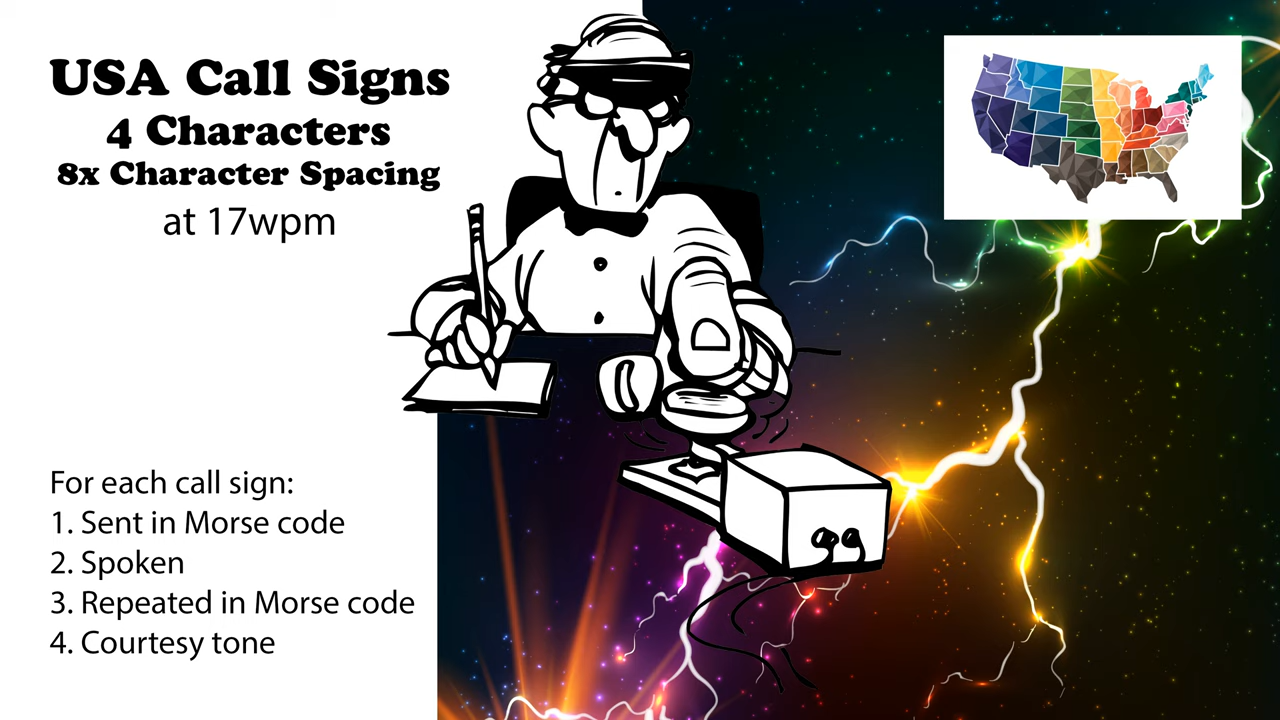 USA Call Signs
4 Characters
8x Character Spacing
at 17wpm
For each call sign:
1. Sent in Morse code
2. Spoken
3. Repeated in Morse code
4. Courtesy tone